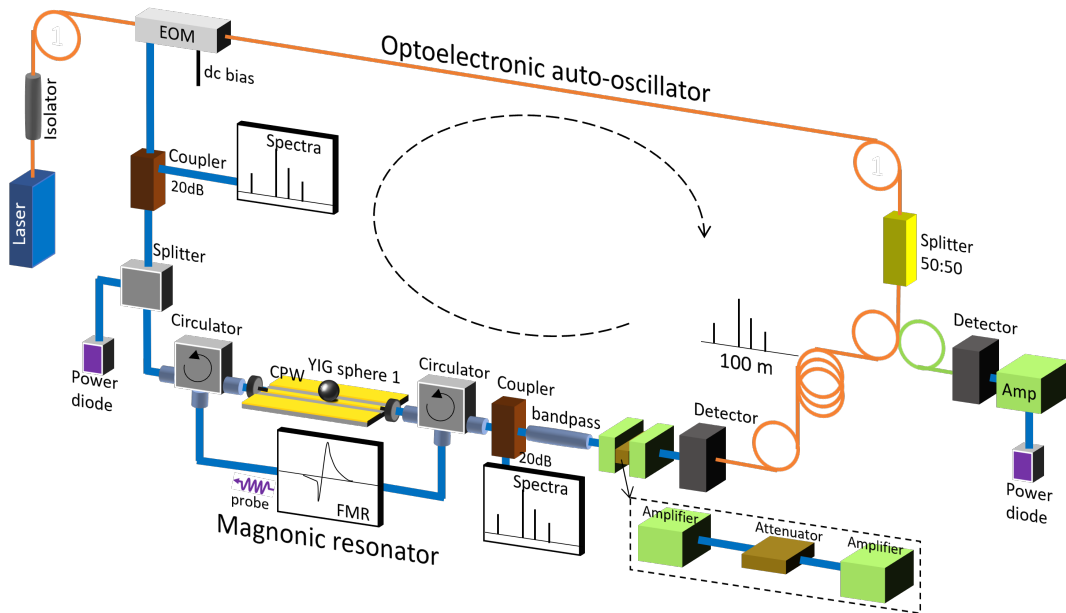 1
EOM
Optoelectronic auto-oscillator
dc bias
Isolator
Laser
Coupler
20dB
Spectra
1
Splitter
50:50
Splitter
Circulator
Power
diode
CPW
YIG sphere 1
Circulator
Coupler
bandpass
20dB
Detector
100 m
Detector
Amp
Power
diode
probe
FMR
Spectra
Magnonic resonator
Amplifier
Attenuator
Amplifier